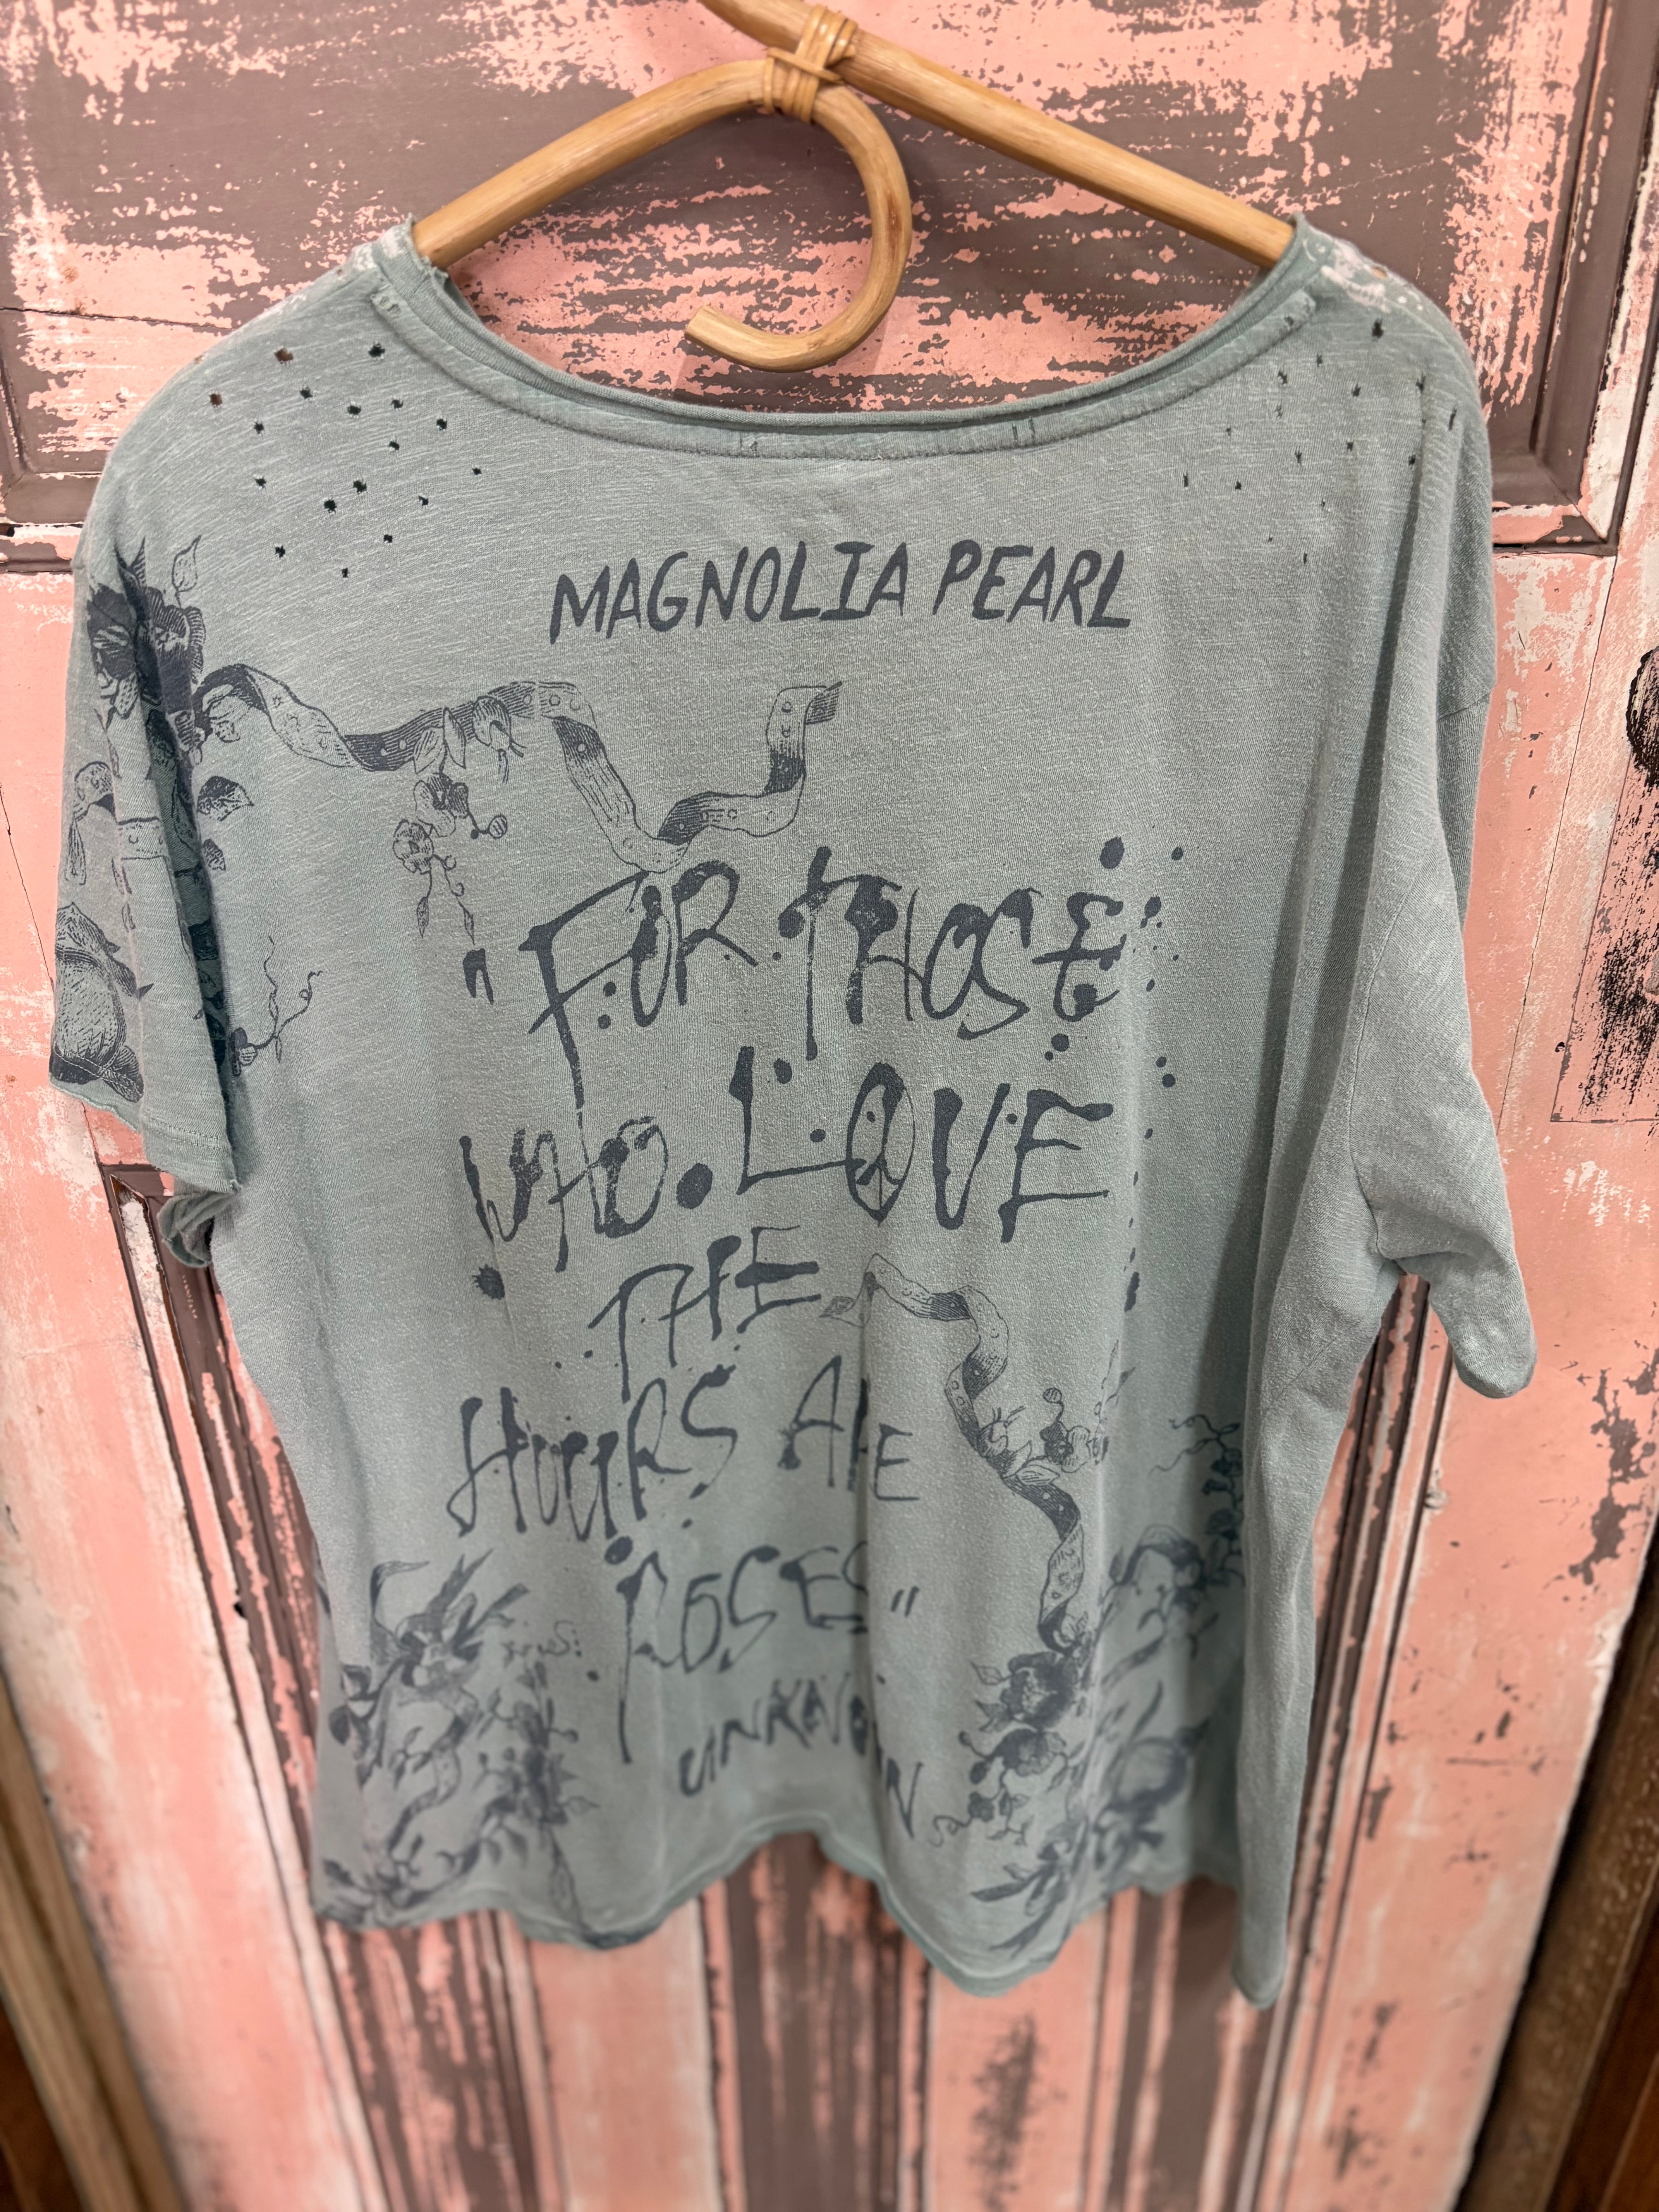 MAGNOLIA PEARL
"FOR THOSE
WHO. LOVE
THE
HOURS ARE
ROSES"
UNKNOWN